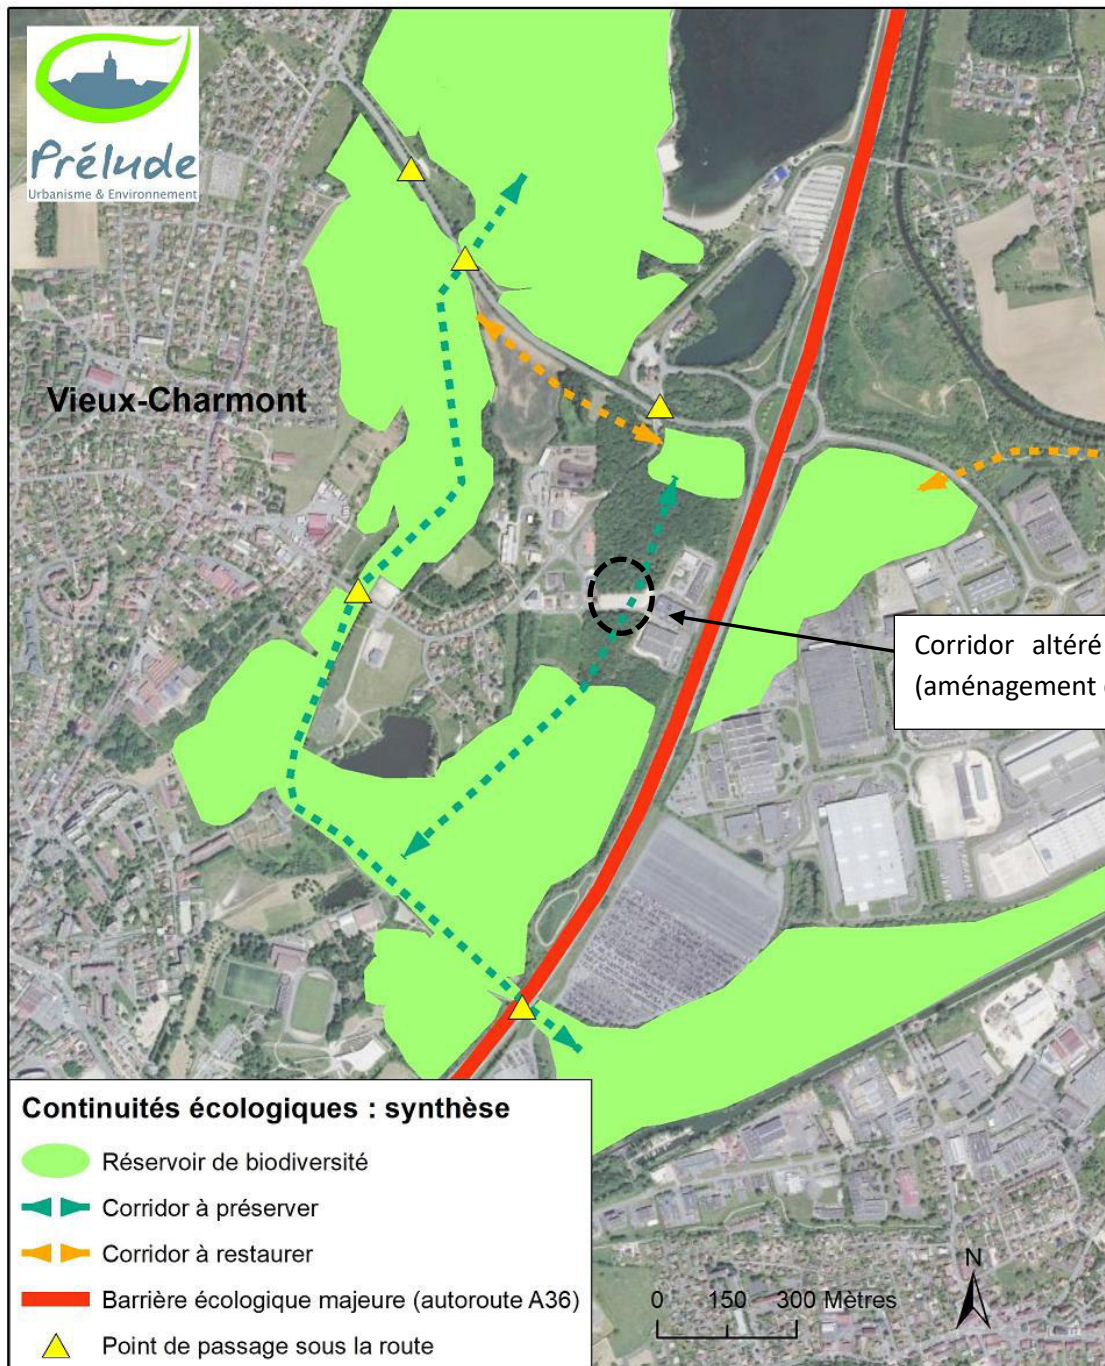 Prélude
Urbanisme & Environnement
Vieux-Charmont
Corridor altéré
(aménagement
Continuités écologiques : synthèse
Réservoir de biodiversité
Corridor à préserver
Corridor à restaurer
Barrière écologique majeure (autoroute A36)
Point de passage sous la route
N
0 150 300 Mètres